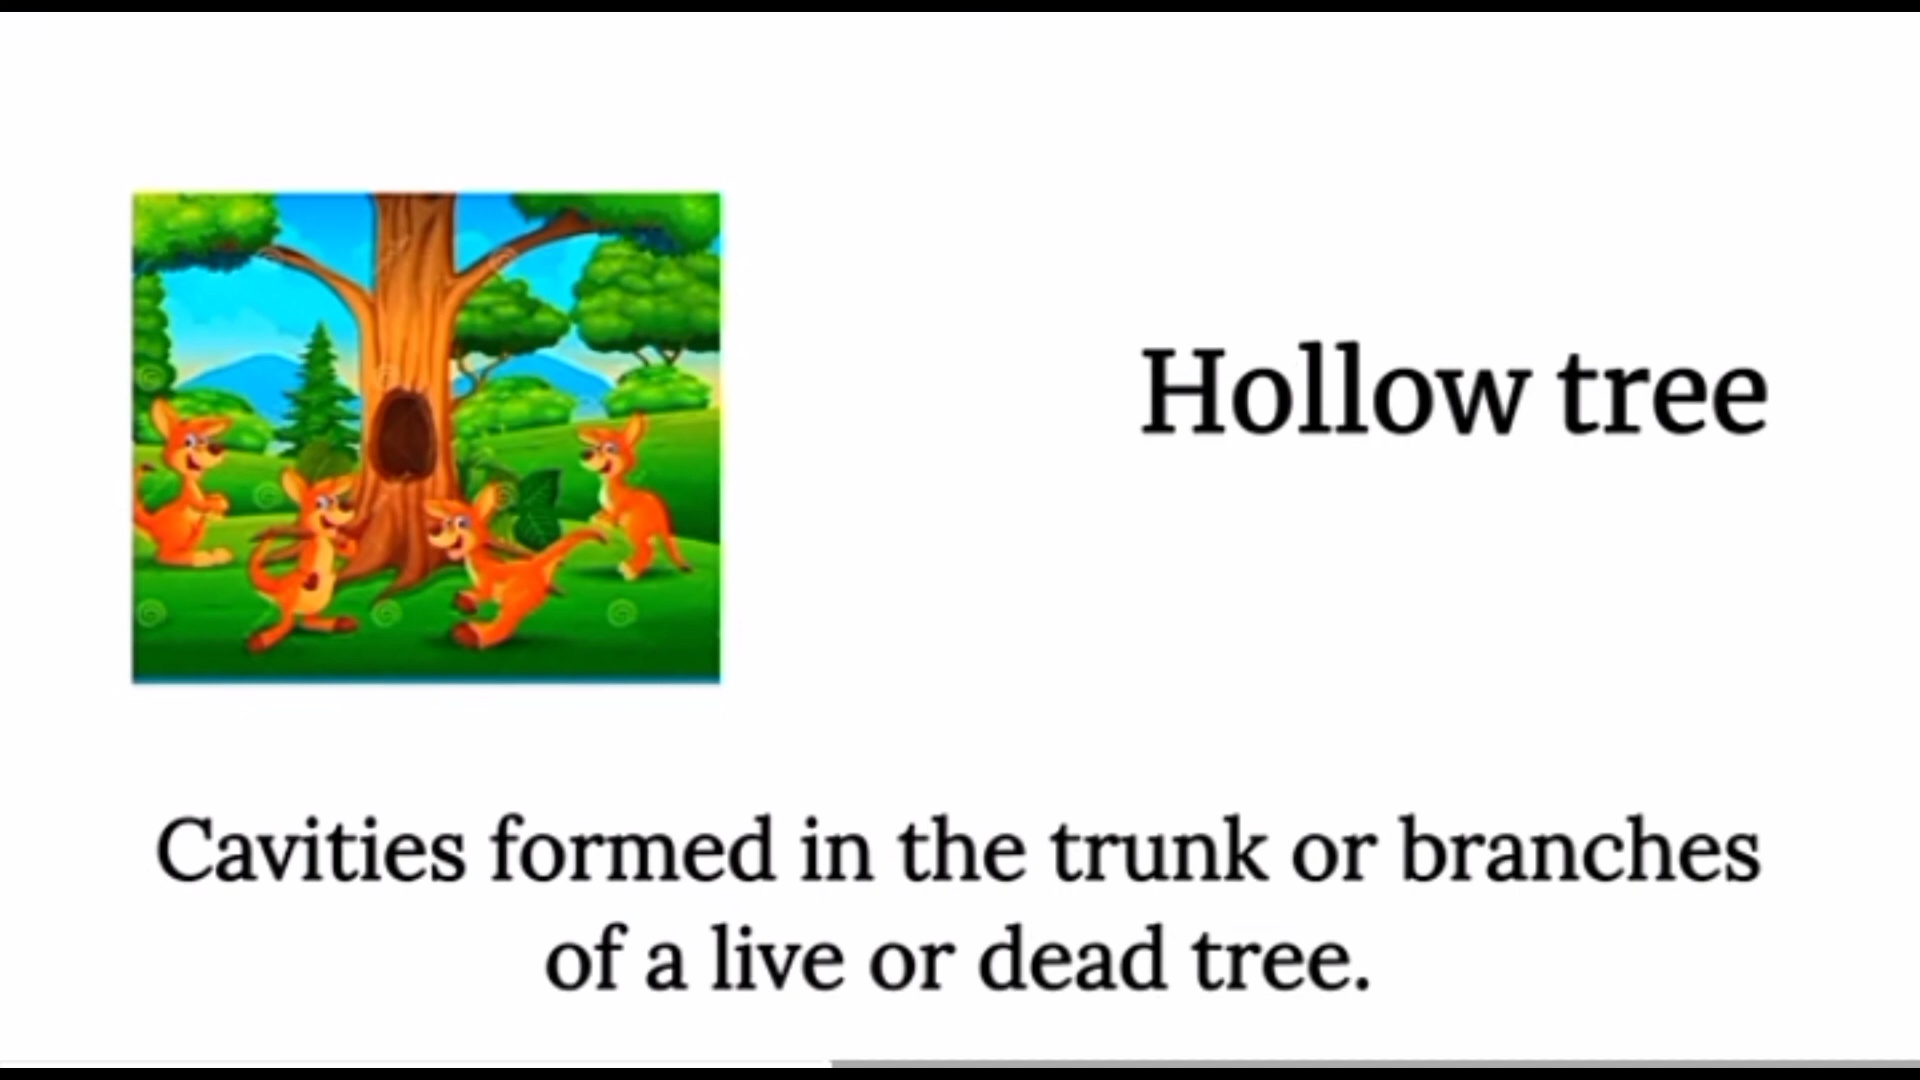 Hollow tree
Cavities formed in the trunk or branches
of a live or dead tree.